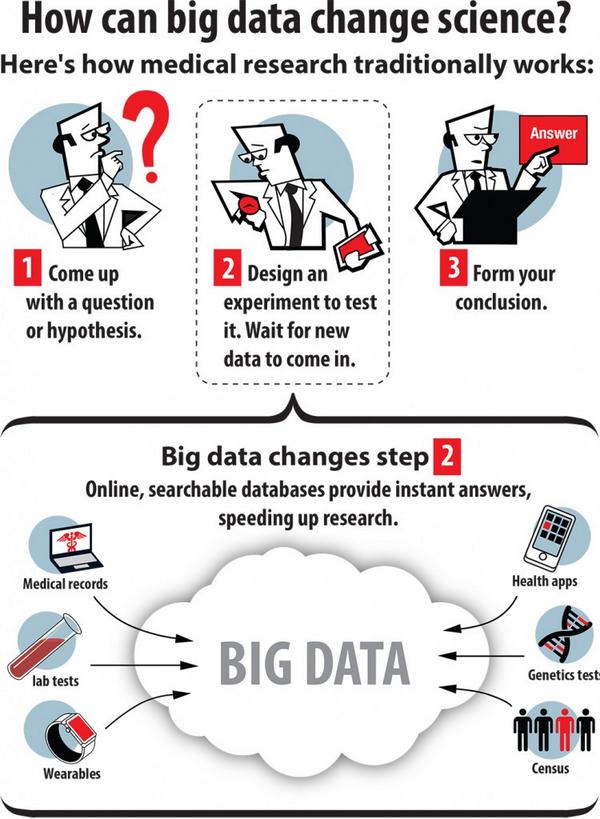 How can big data change science?
Here's how medical research traditionally works:
Answer
1 Come up
with a question
or hypothesis.
2 Design an
experiment to test
it. Wait for new
data to come in.
3 Form your
conclusion.
Big data changes step 2
Online, searchable databases provide instant answers,
speeding up research.
Medical records
Health apps
BIG DATA
lab tests
Genetics tests
Wearables
Census